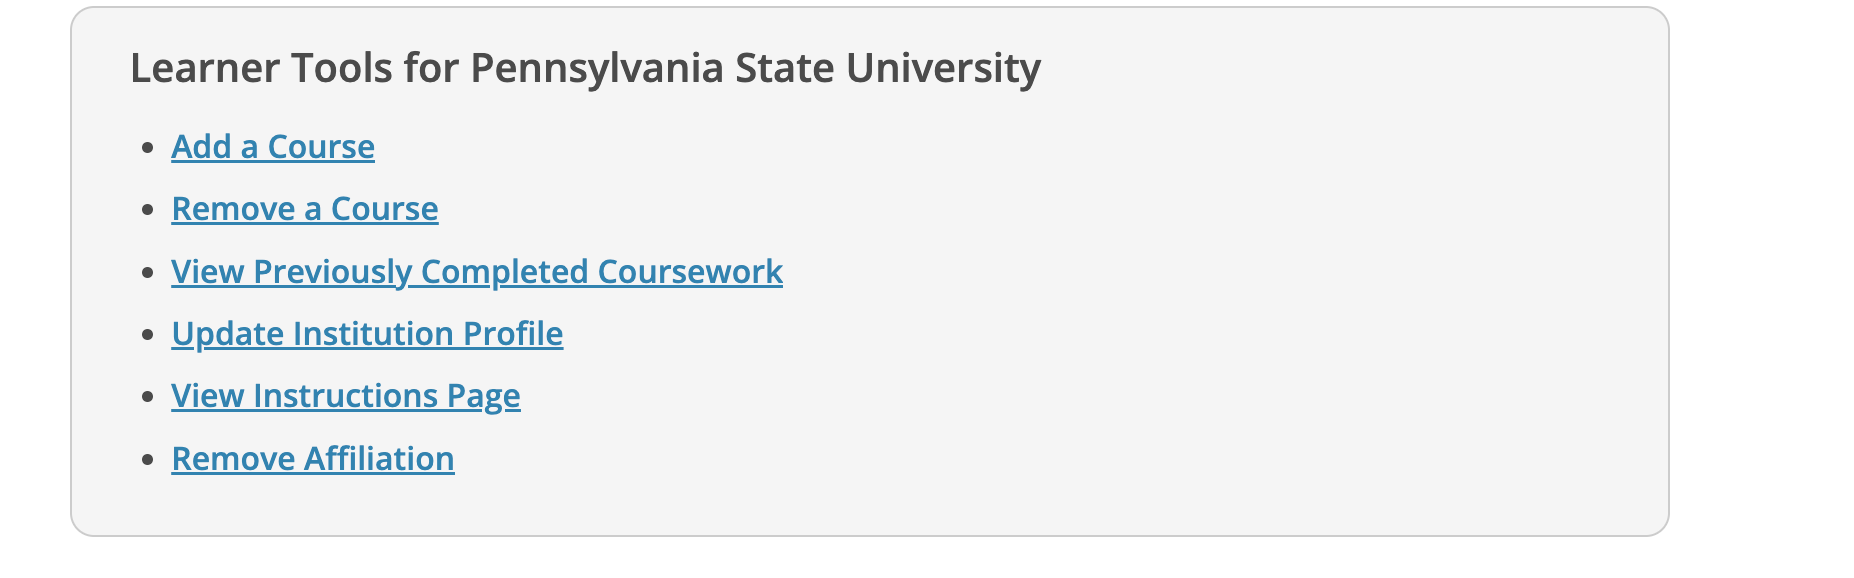 Learner Tools for Pennsylvania State University
Add a Course
Remove a Course
View Previously Completed Coursework
Update Institution Profile
View Instructions Page
Remove Affiliation